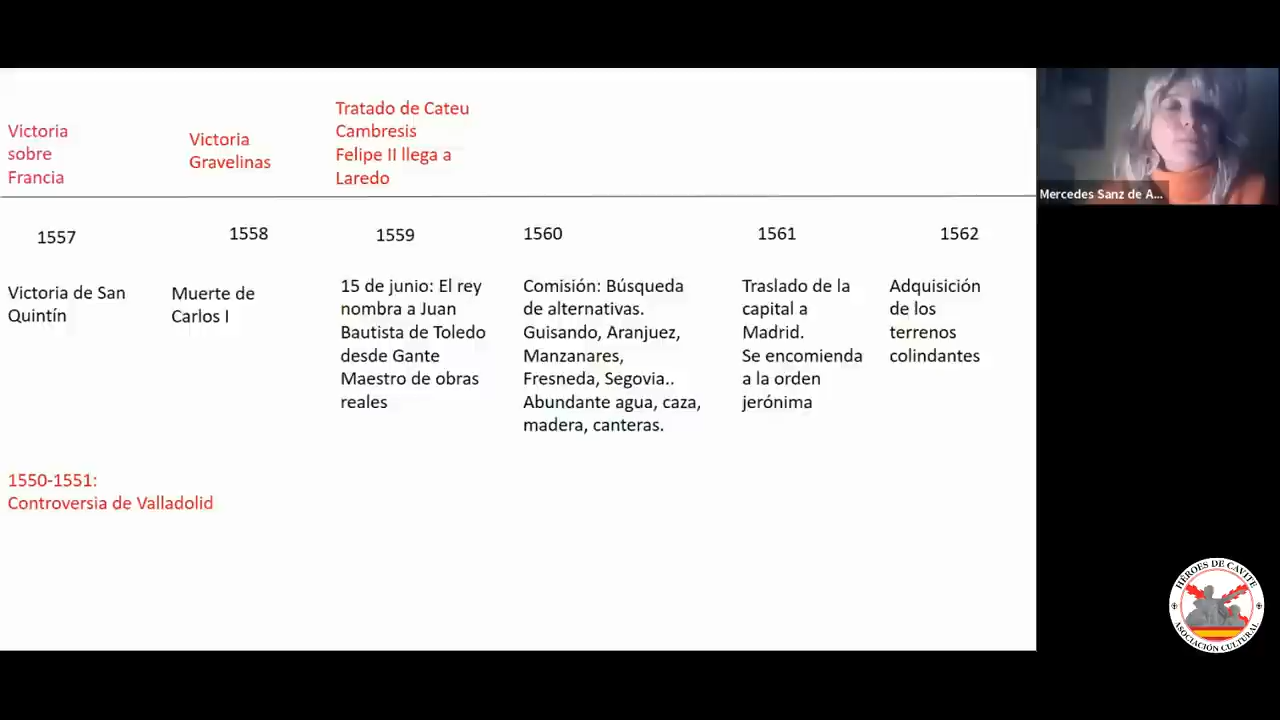 Victoria
sobre
Francia
Victoria
Gravelinas
Tratado de Cateu
Cambresis
Felipe II llega a
Laredo
1557
1558
1559
1560
1561
1562
Victoria de San
Quintín
Muerte de
Carlos I
15 de junio: El rey
nombra a Juan
Bautista de Toledo
desde Gante
Maestro de obras
reales
Comisión: Búsqueda
de alternativas.
Guisando, Aranjuez,
Manzanares,
Fresneda, Segovia..
Abundante agua, caza,
madera, canteras.
Traslado de la
capital a
Madrid.
Se encomienda
a la orden
jerónima
Adquisición
de los
terrenos
colindantes
1550-1551:
Controversia de Valladolid
Mercedes Sanz de A...
HÉROES DE CAVITE
ASOCIACIÓN CULTURAL